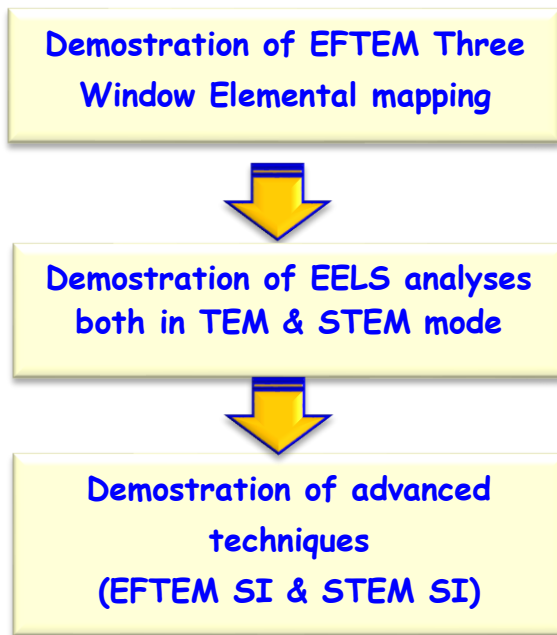 Demostration of EFTEM Three
Window Elemental mapping
Demostration of EELS analyses
both in TEM & STEM mode
Demostration of advanced
techniques
(EFTEM SI & STEM SI)